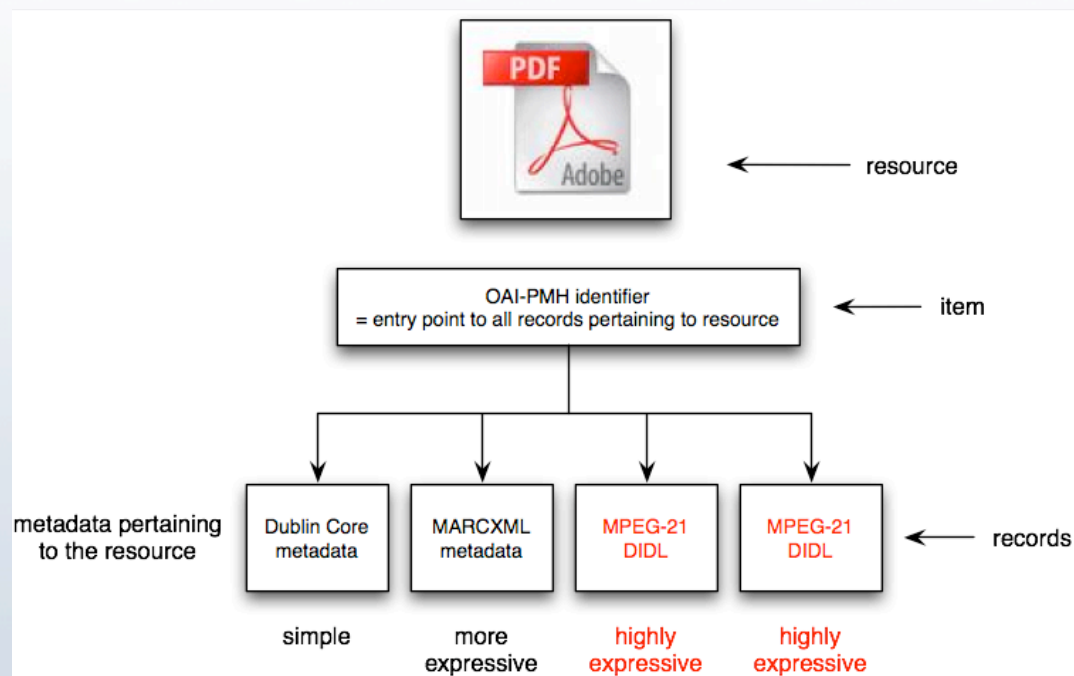 PDF
Adobe
resource
OAI-PMH identifier
= entry point to all records pertaining to resource
item
metadata pertaining
to the resource
Dublin Core
metadata
MARCXML
metadata
MPEG-21
DIDL
MPEG-21
DIDL
records
simple
more
expressive
highly
expressive
highly
expressive